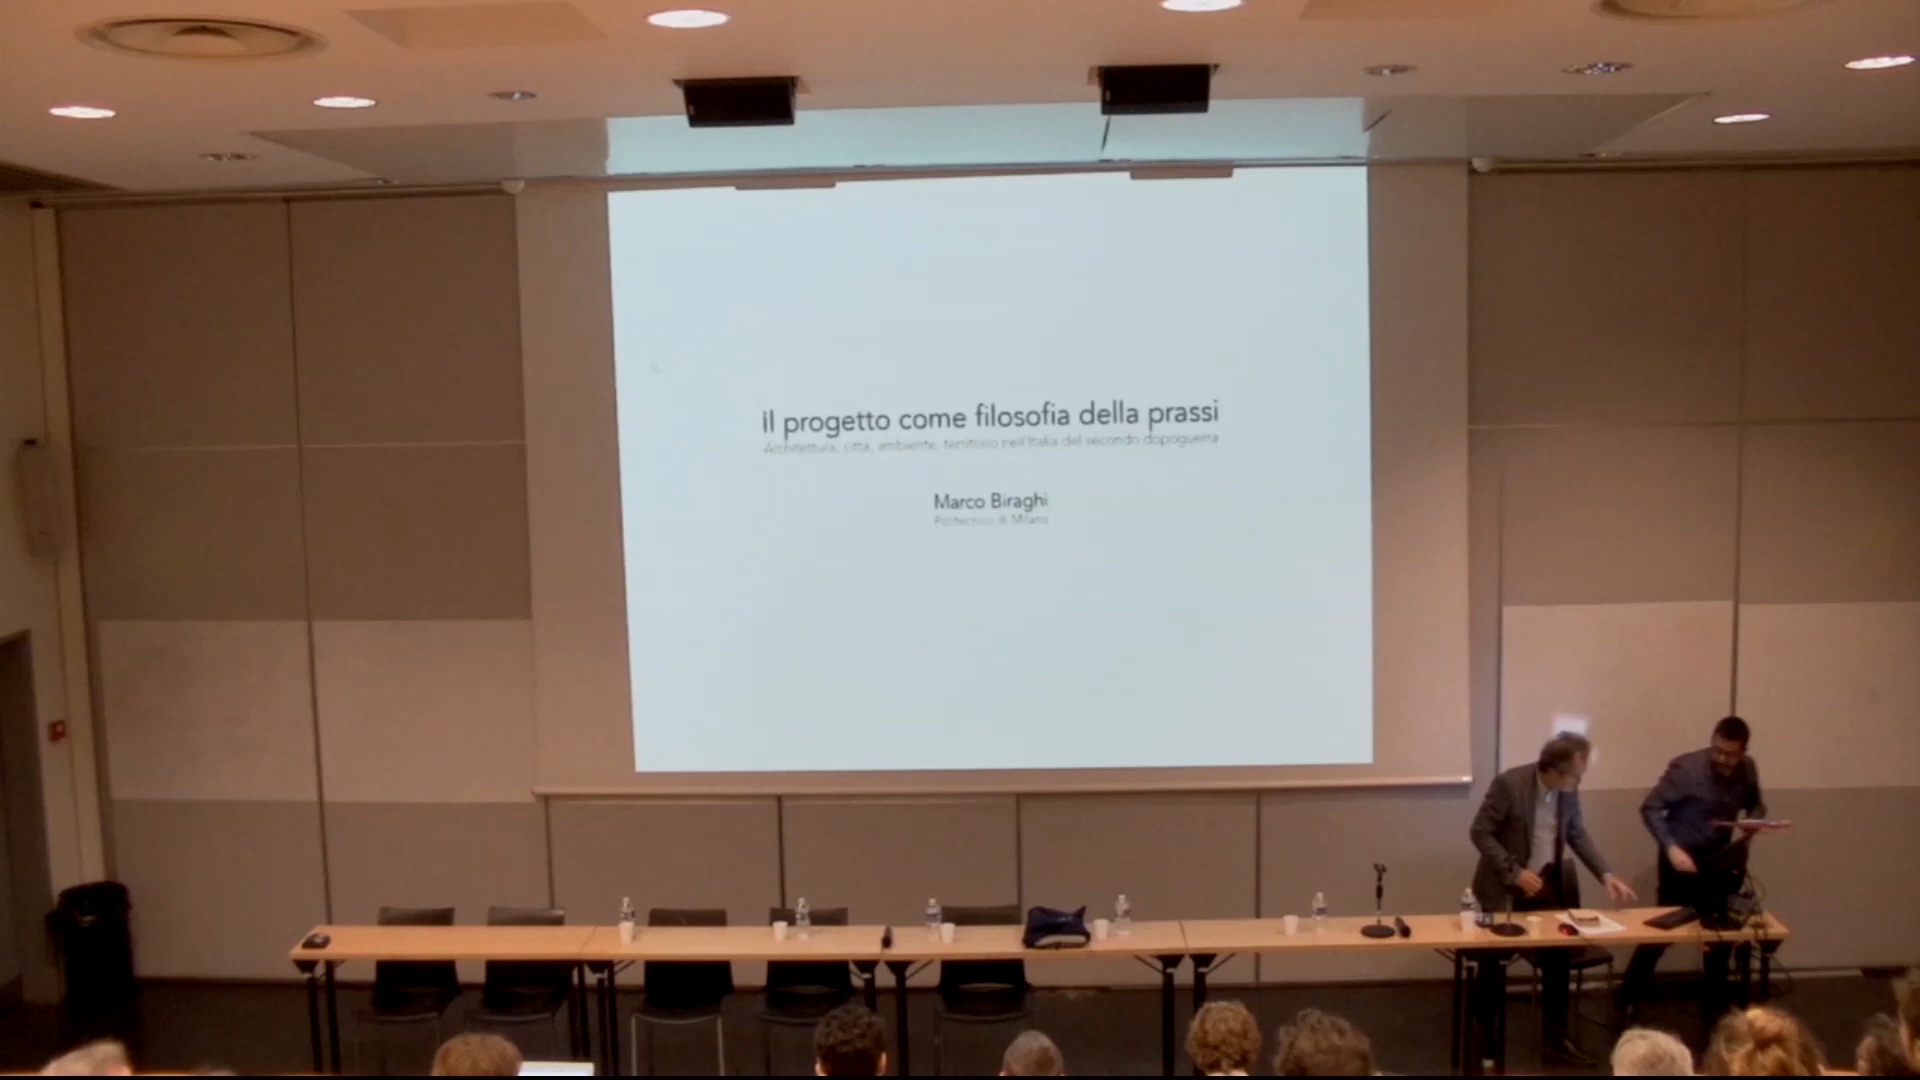 il progetto come filosofia della prassi
Architettura, città, ambiente, territorio nell'Italia del secondo dopoguerra
Marco Biraghi
Politecnico di Milano